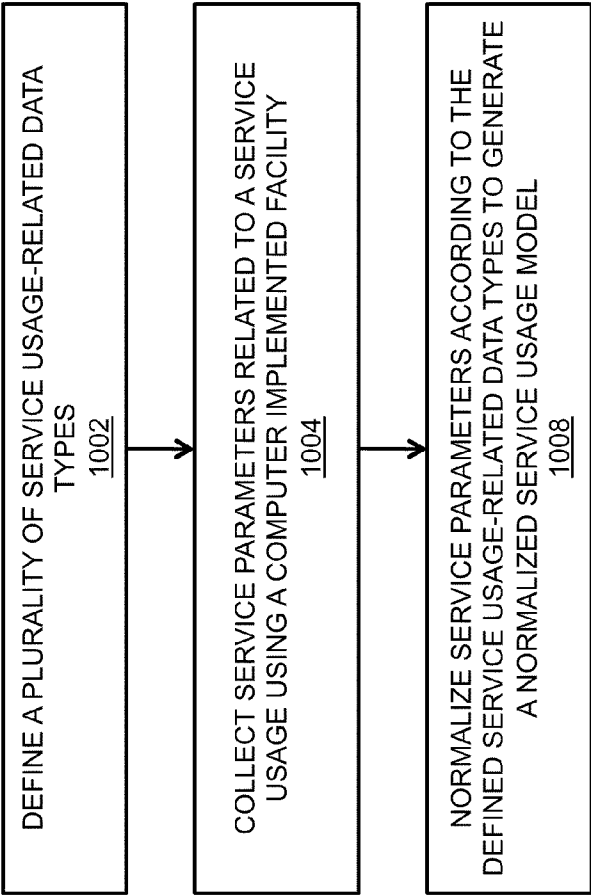 DEFINE A PLURALITY OF SERVICE USAGE-RELATED DATA
TYPES
1002
COLLECT SERVICE PARAMETERS RELATED TO A SERVICE
USAGE USING A COMPUTER IMPLEMENTED FACILITY
1004
NORMALIZE SERVICE PARAMETERS ACCORDING TO THE
DEFINED SERVICE USAGE-RELATED DATA TYPES TO GENERATE
A NORMALIZED SERVICE USAGE MODEL
1008